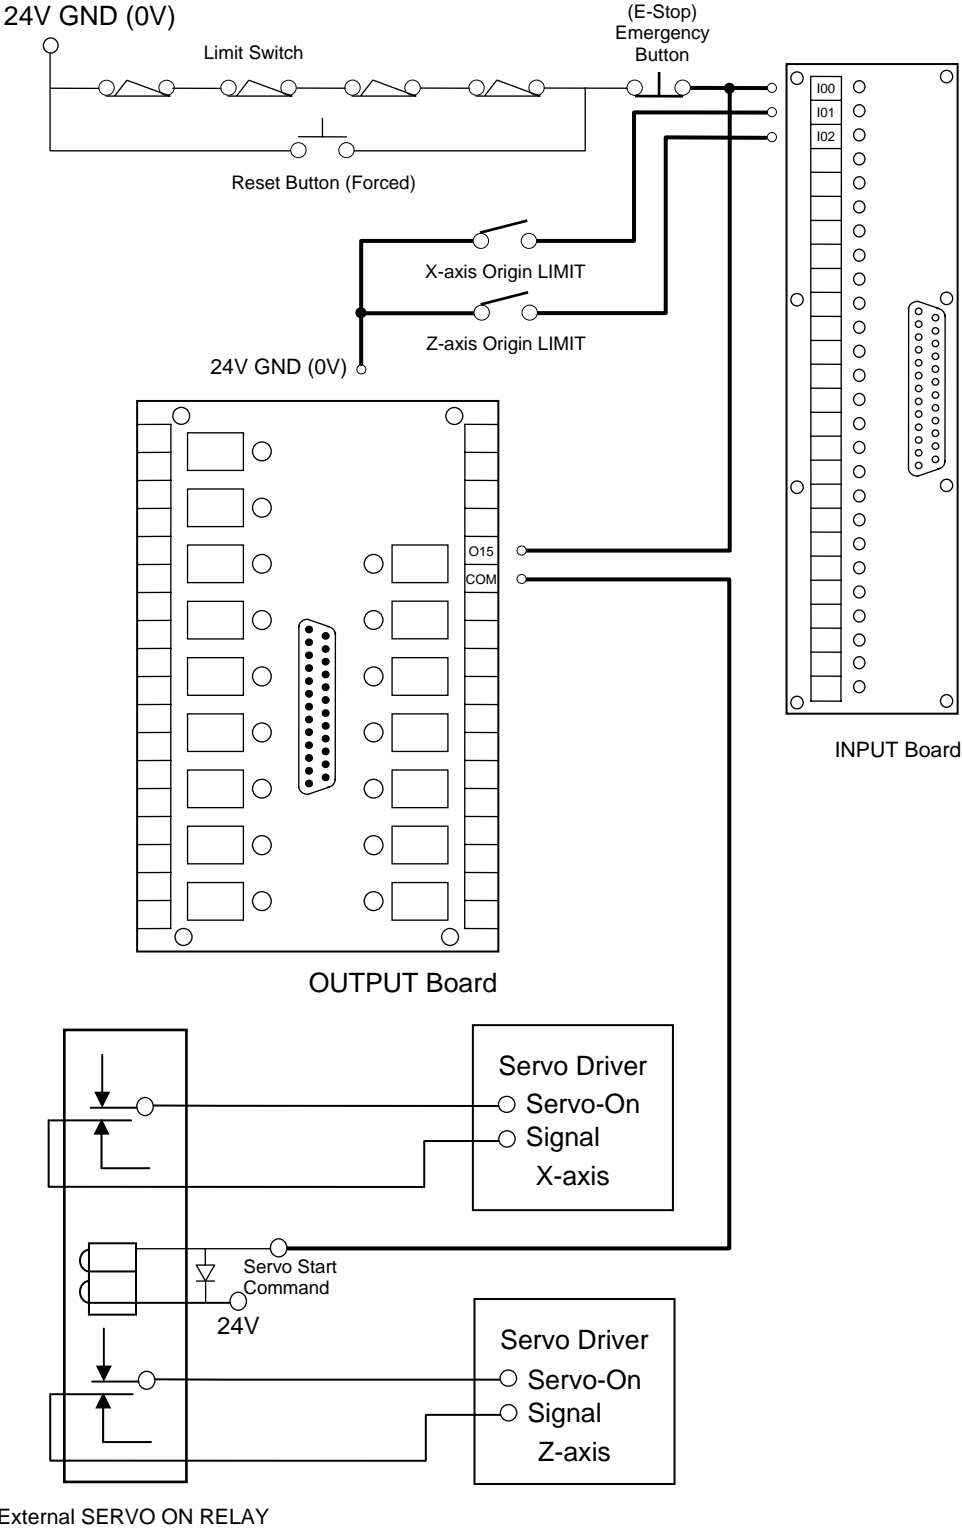 24V GND (0V)
(E-Stop)
Emergency
Button
Limit Switch
I00
I01
I02
Reset Button (Forced)
X-axis Origin LIMIT
Z-axis Origin LIMIT
24V GND (0V)
O15
COM
INPUT Board
OUTPUT Board
Servo Driver
Servo-On
Signal
X-axis
Servo Start
Command
24V
Servo Driver
Servo-On
Signal
Z-axis
External SERVO ON RELAY